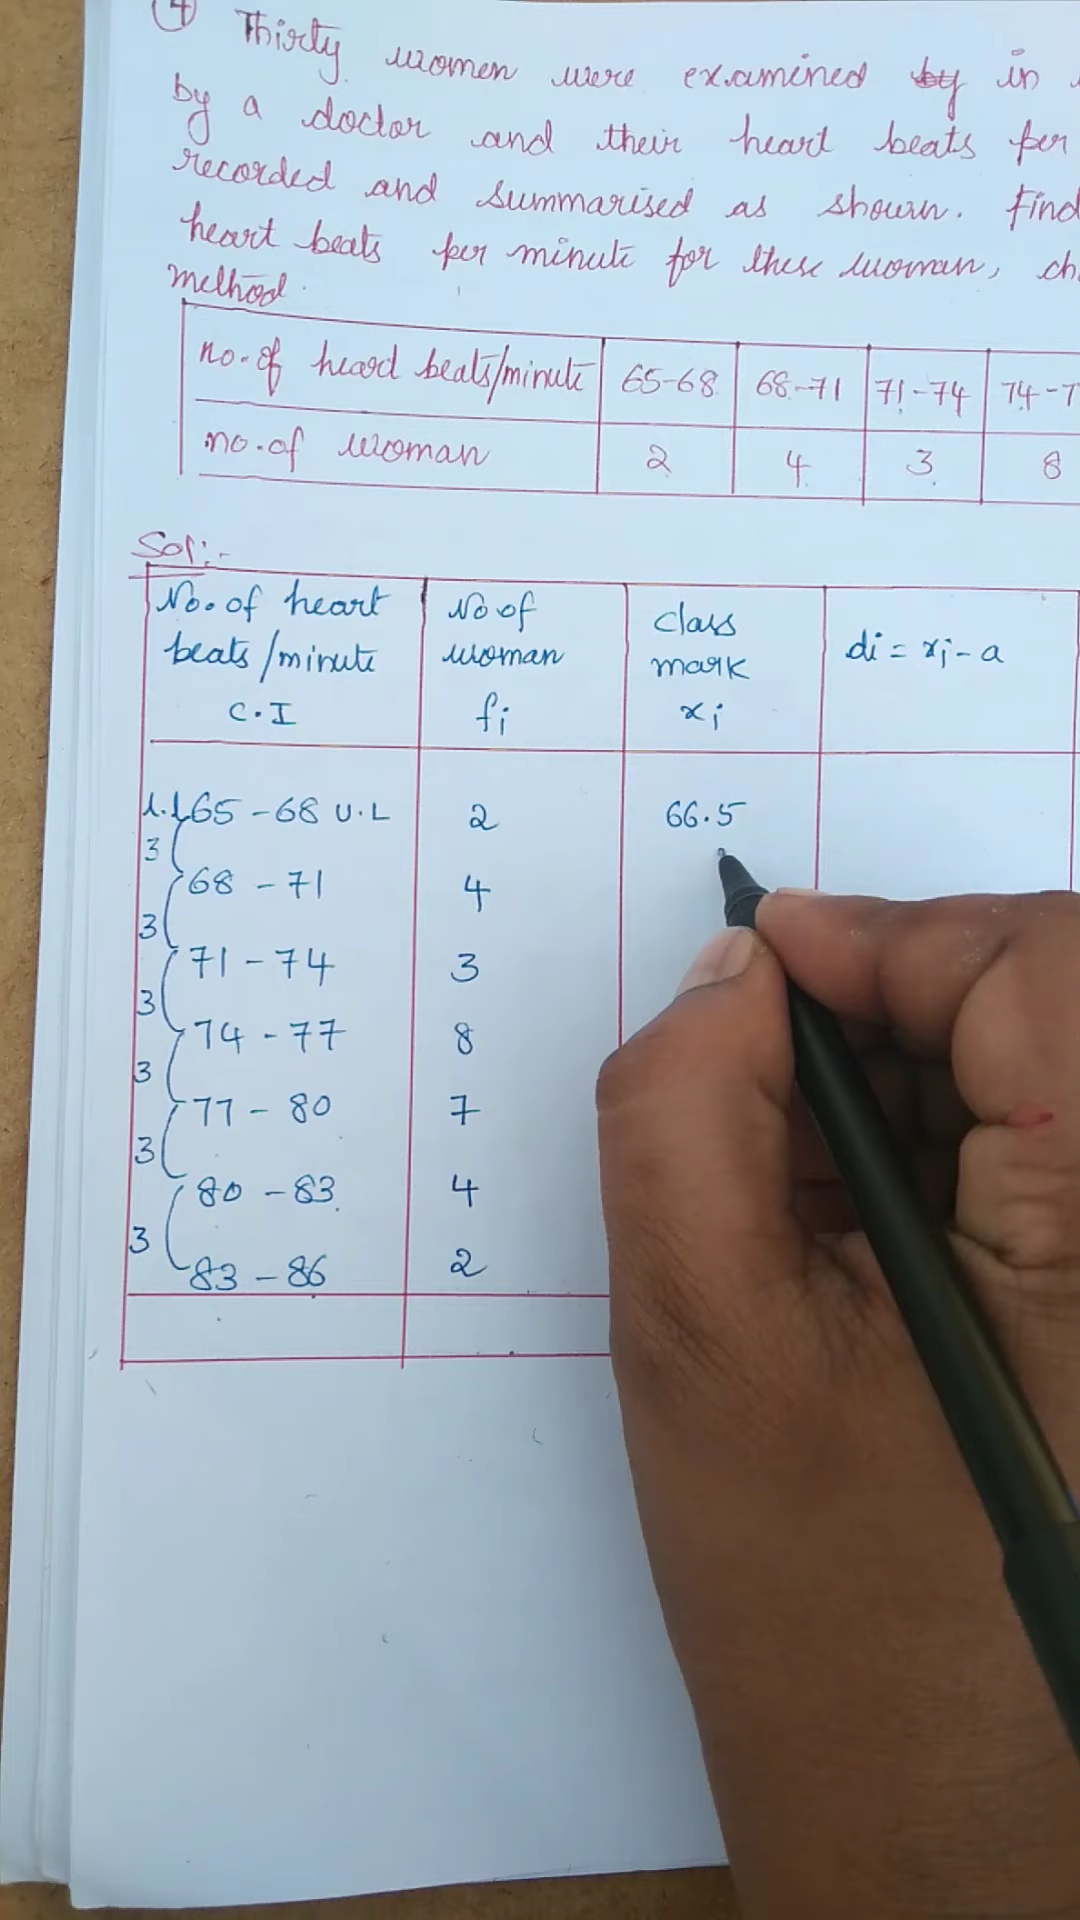 4 Thirty women were examined by in
by a doctor and their heart beats per
recorded and summarised as shown. Find
heart beats per minute for these woman,
method.
no. of heard beats/minute 65-68 68-71 71-74 74-7
no. of woman 2 4 3 8
Sol:-
No. of heart beats/minute C.I
No of woman fi
class mark xi
di = xi - a
L.L 65 - 68 U.L 2 66.5
3
68 - 71 4
3
71 - 74 3
3
74 - 77 8
3
77 - 80 7
3
80 - 83 4
3
83 - 86 2